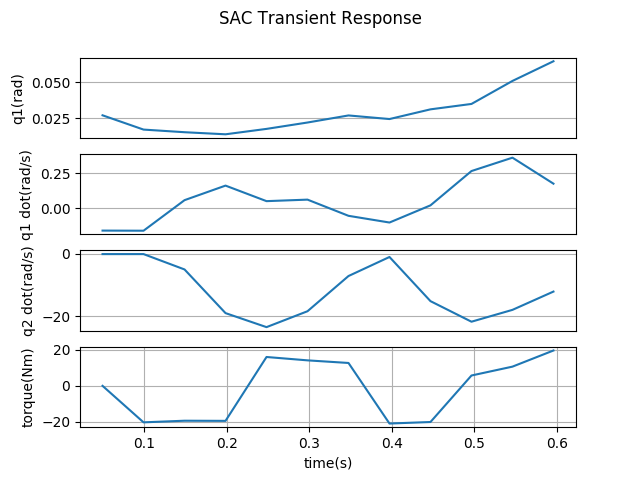 SAC Transient Response
q1(rad)
0.050
0.025
q1 dot(rad/s)
0.25
0.00
q2 dot(rad/s)
0
−20
torque(Nm)
20
0
−20
0.1 0.2 0.3 0.4 0.5 0.6
time(s)